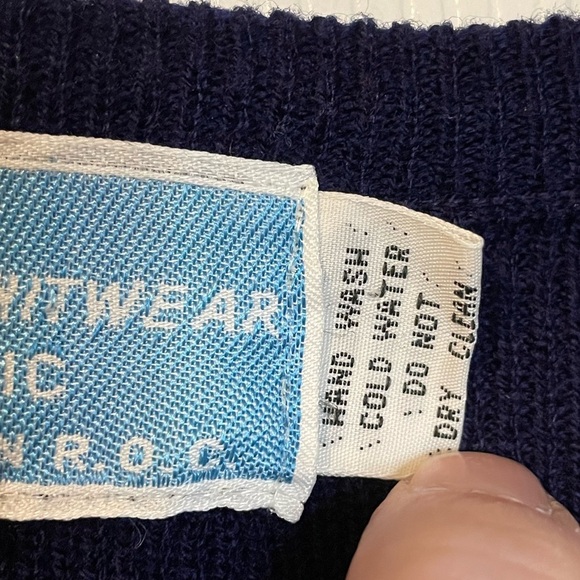 NITWEAR
IC
N R.O.C.
HAND WASH
COLD WATER
DO NOT
DRY CLEAN